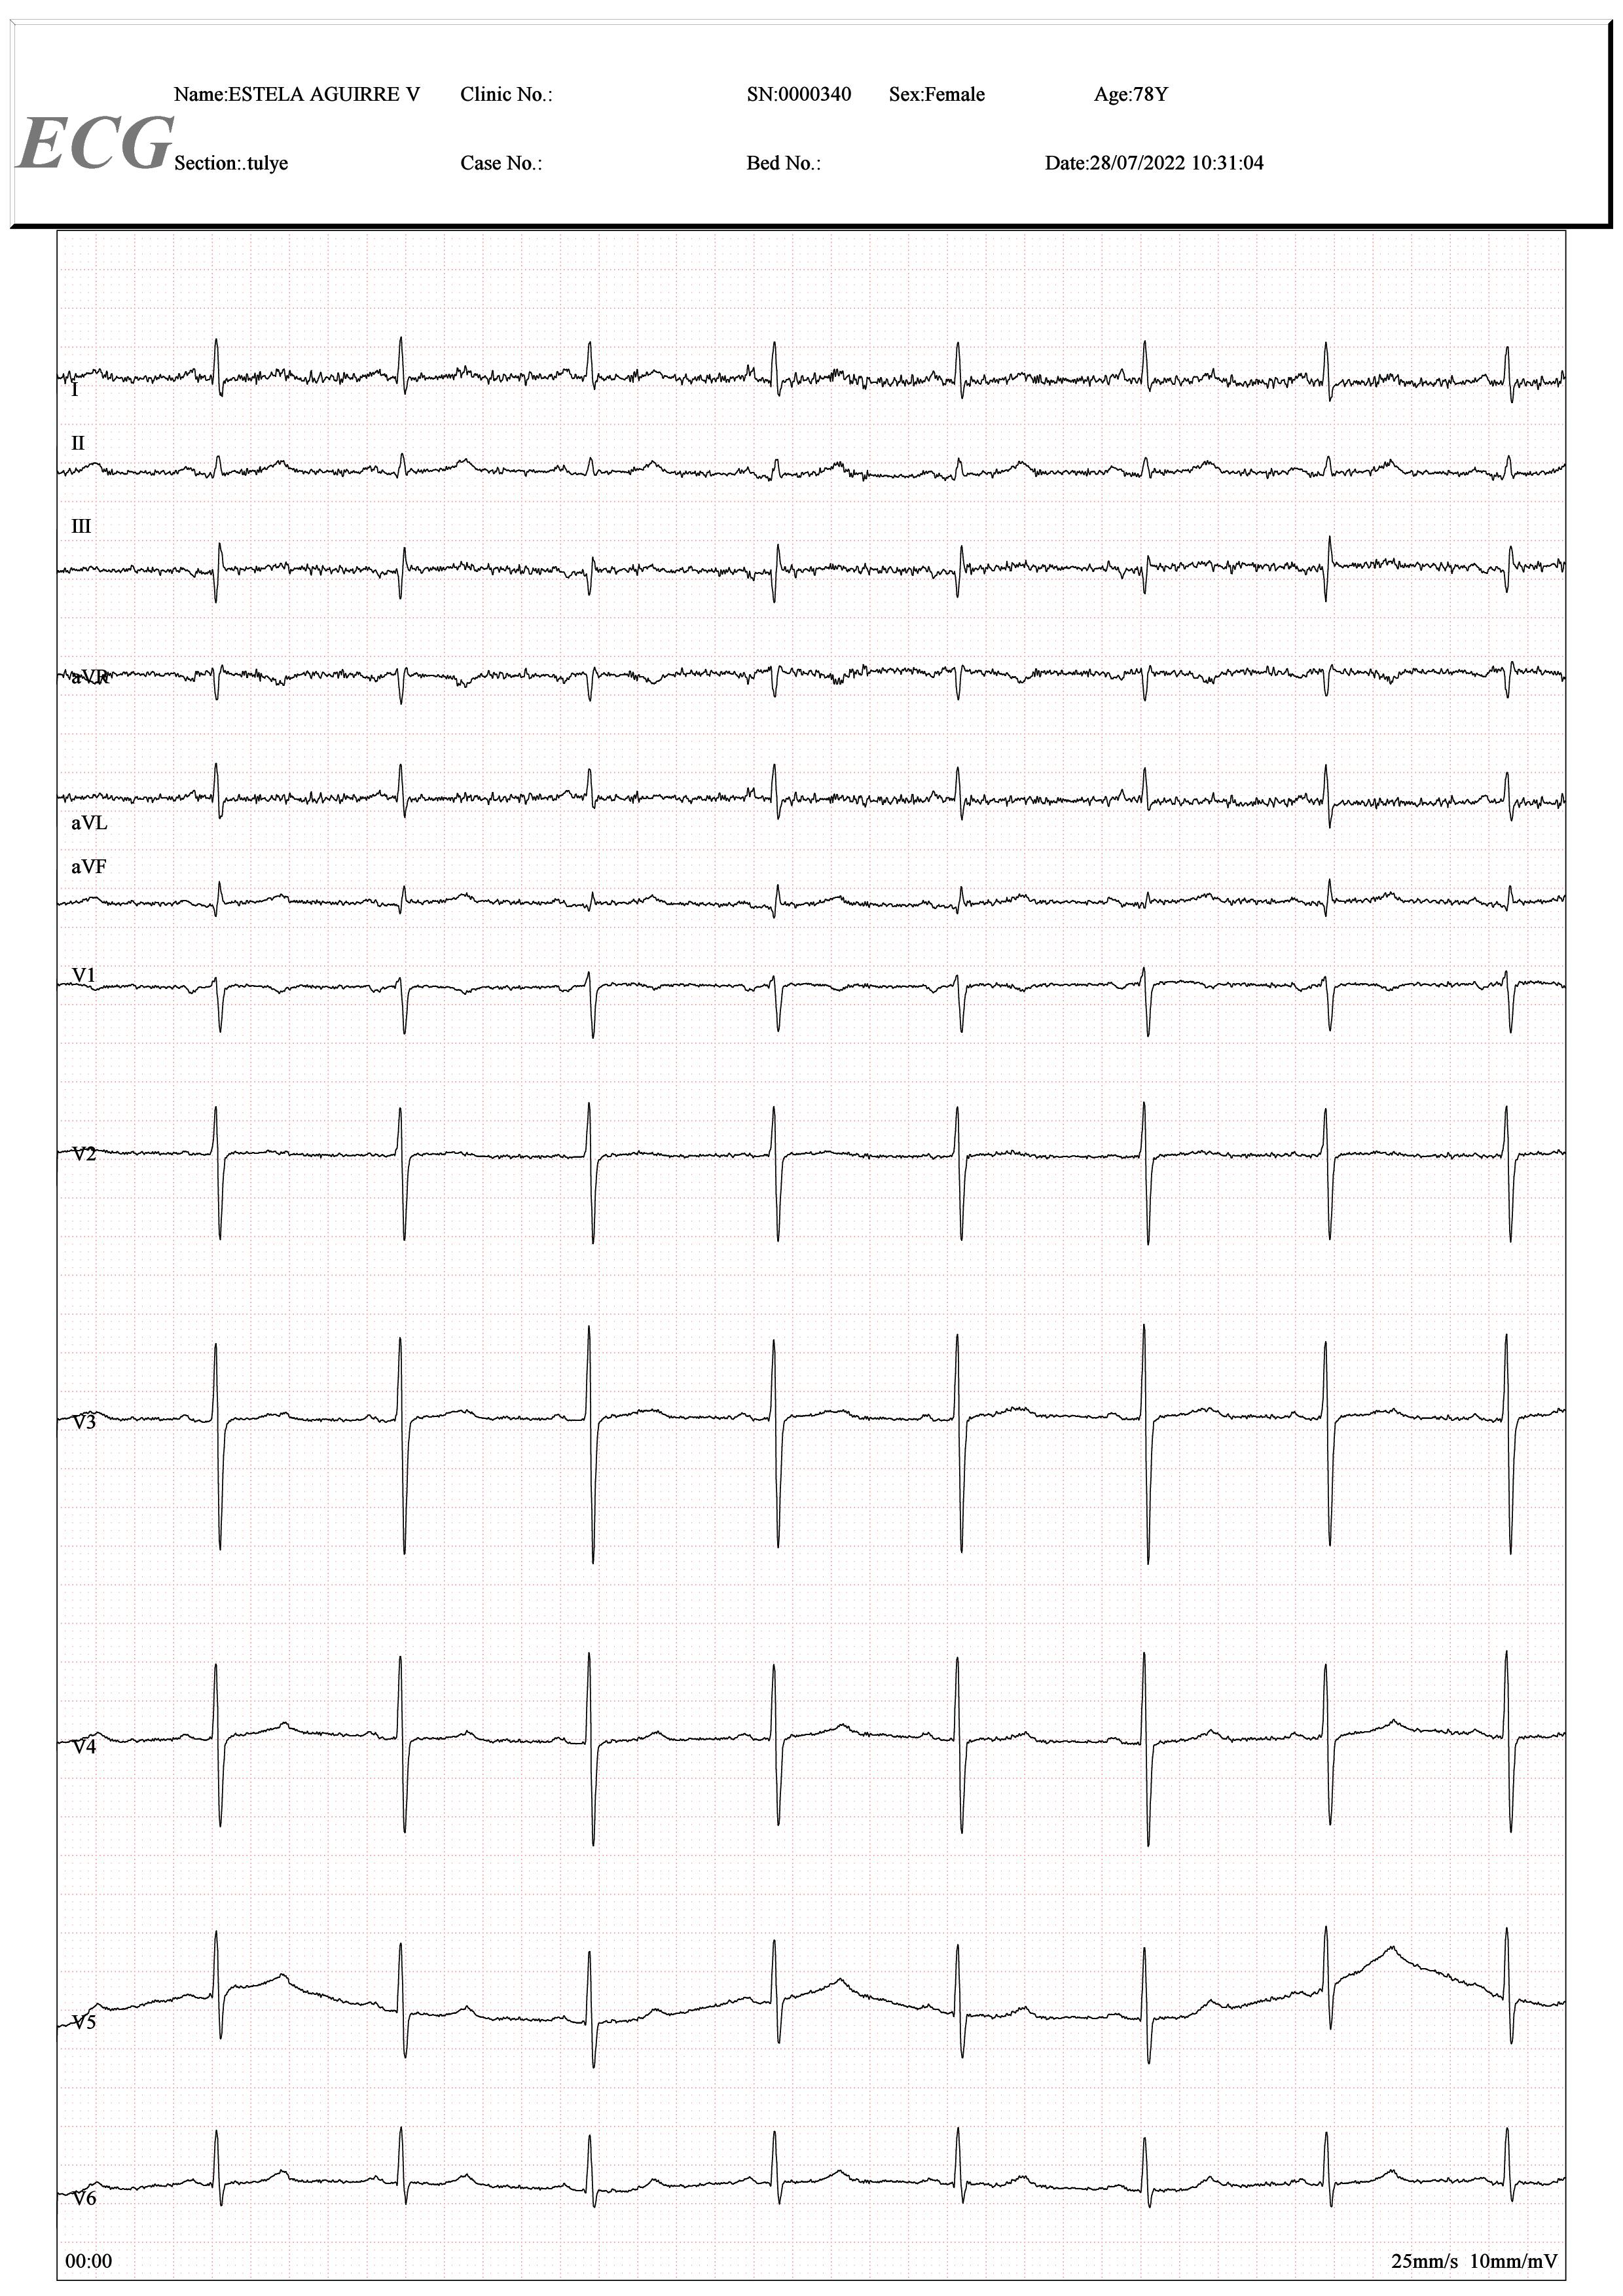 Name:ESTELA AGUIRRE V Clinic No.: SN:0000340 Sex:Female Age:78Y
ECG
Section:.tulye Case No.: Bed No.: Date:28/07/2022 10:31:04
I
II
III
aVR
aVL
aVF
V1
V2
V3
V4
V5
V6
00:00 25mm/s 10mm/mV